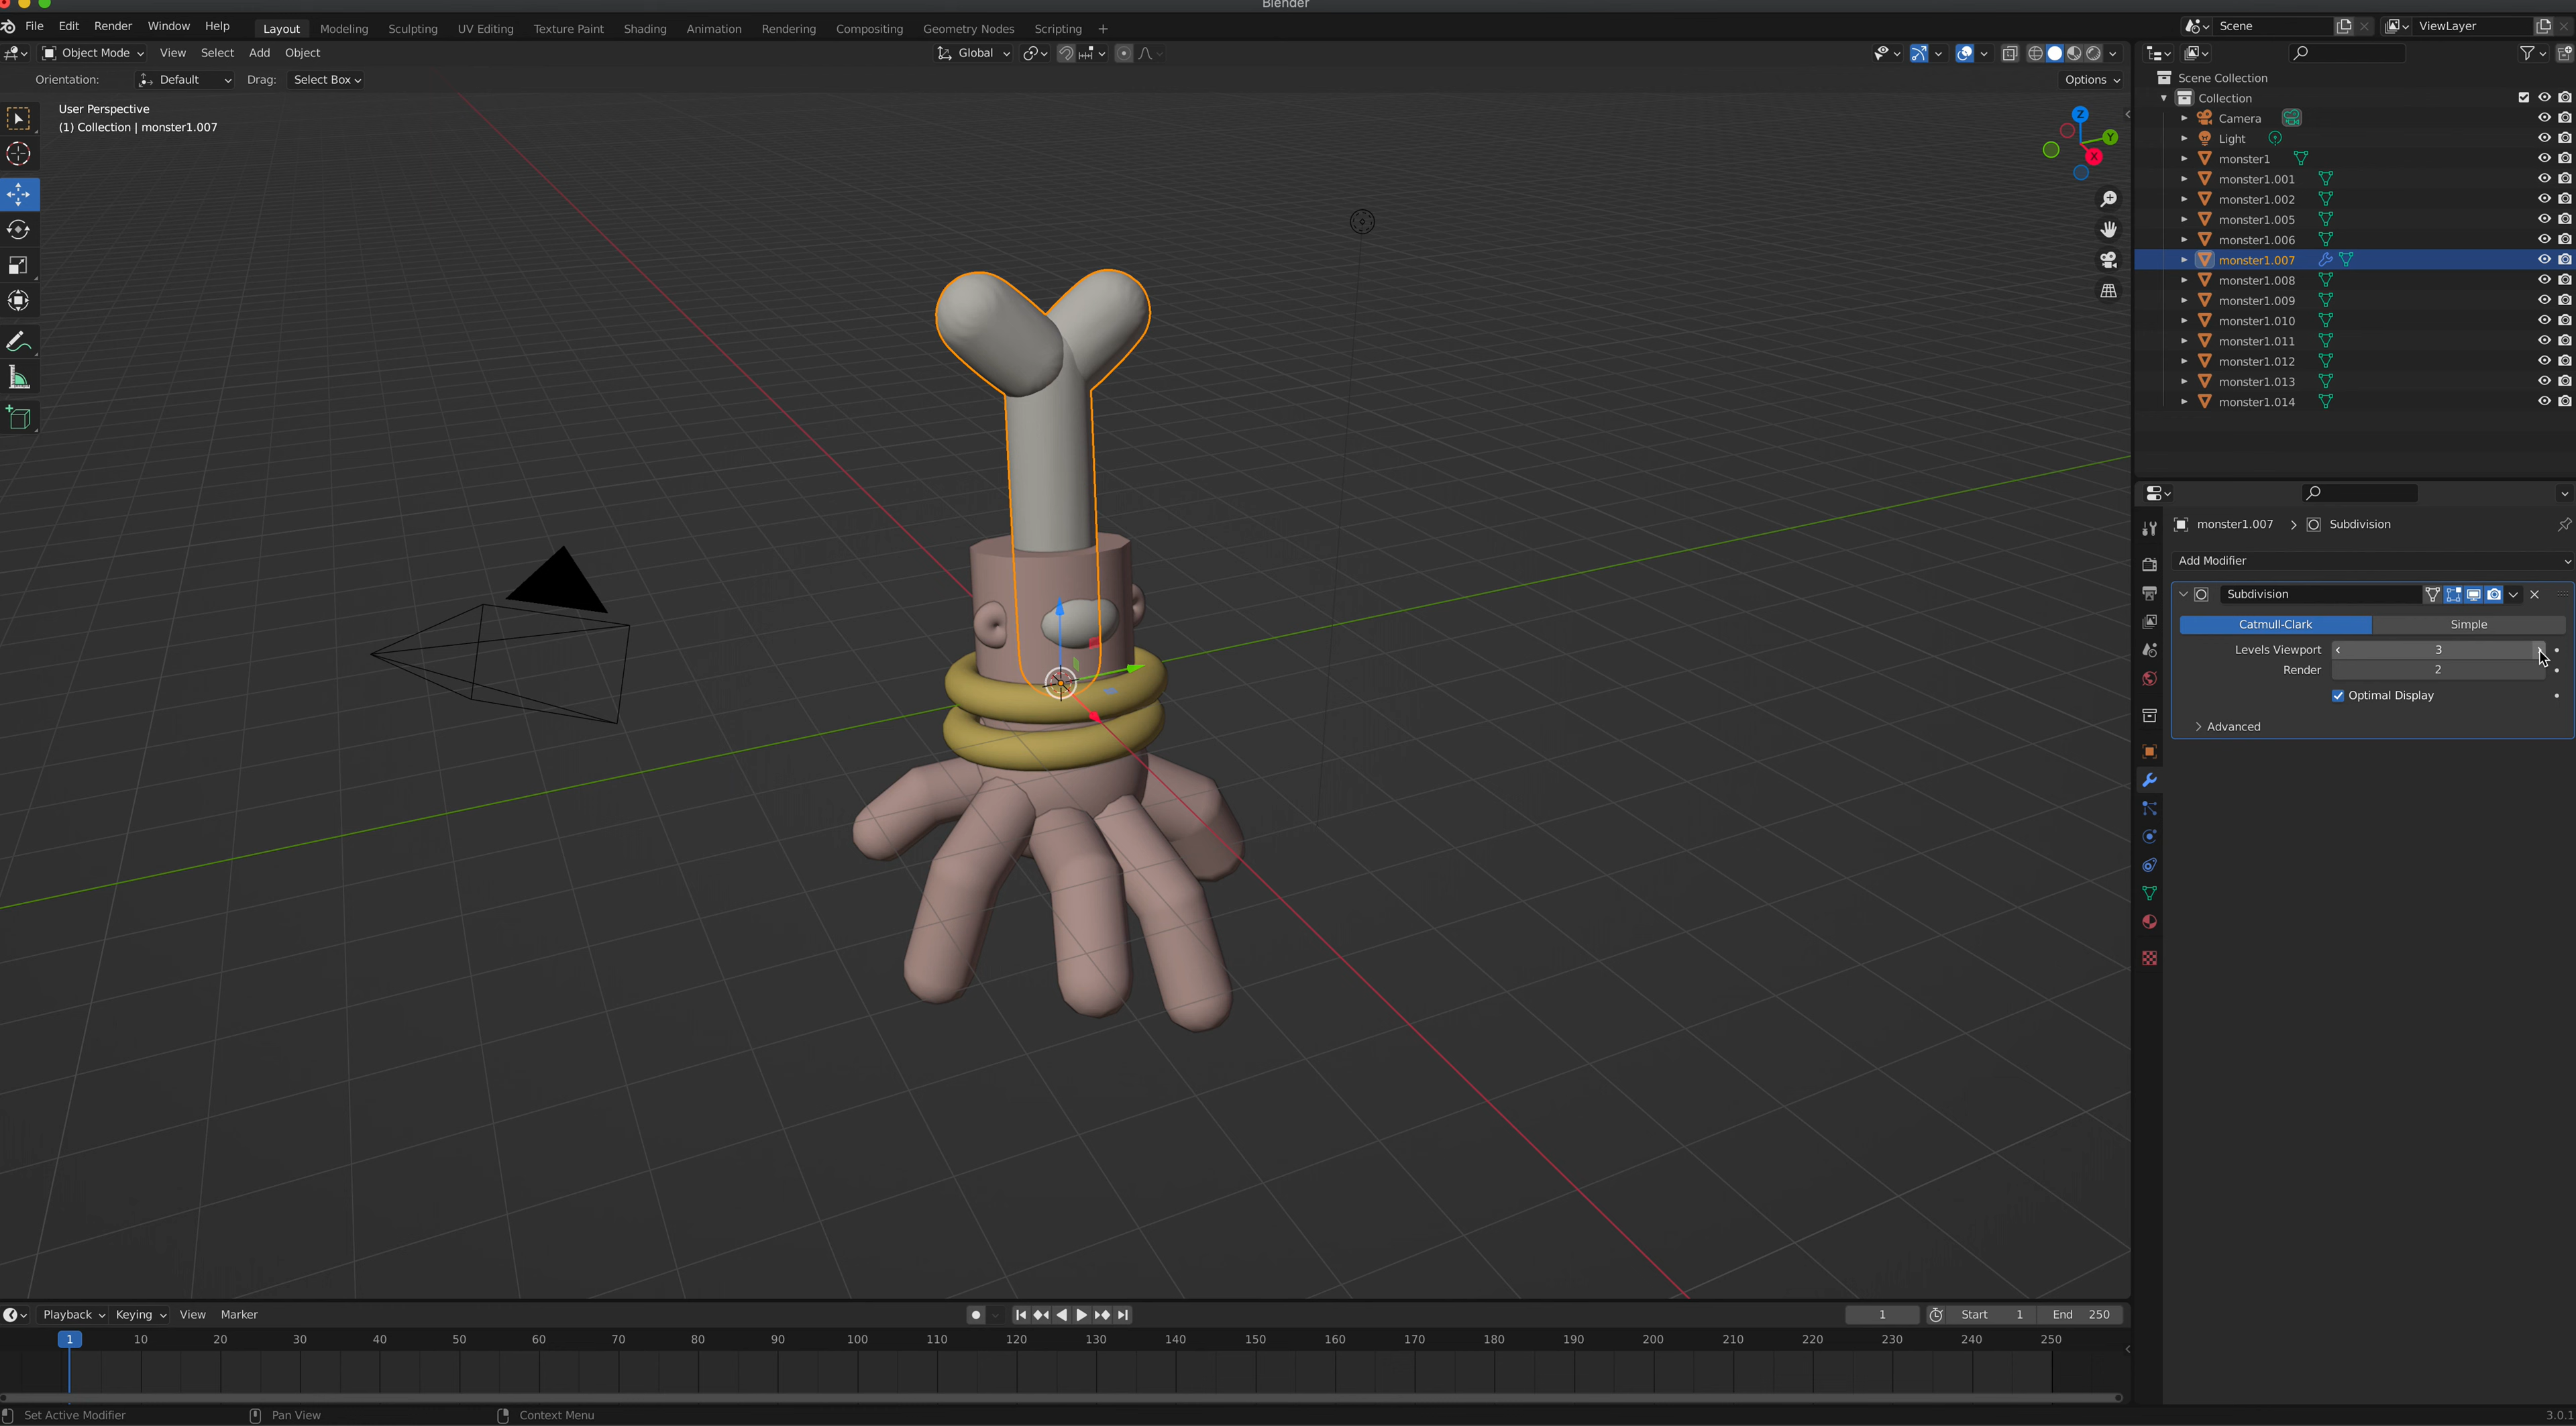 Blender
File Edit Render Window Help Layout Modeling Sculpting UV Editing Texture Paint Shading Animation Rendering Compositing Geometry Nodes Scripting + Scene ViewLayer
Object Mode View Select Add Object Global
Orientation: Default Drag: Select Box Options
User Perspective
(1) Collection | monster1.007
Z
Y
X
Scene Collection
Collection
Camera
Light
monster1
monster1.001
monster1.002
monster1.005
monster1.006
monster1.007
monster1.008
monster1.009
monster1.010
monster1.011
monster1.012
monster1.013
monster1.014
monster1.007 > Subdivision
Add Modifier
Subdivision
Catmull-Clark Simple
Levels Viewport 3
Render 2
Optimal Display
Advanced
Playback Keying View Marker 1 Start 1 End 250
1 10 20 30 40 50 60 70 80 90 100 110 120 130 140 150 160 170 180 190 200 210 220 230 240 250
Set Active Modifier Pan View Context Menu 3.0.1